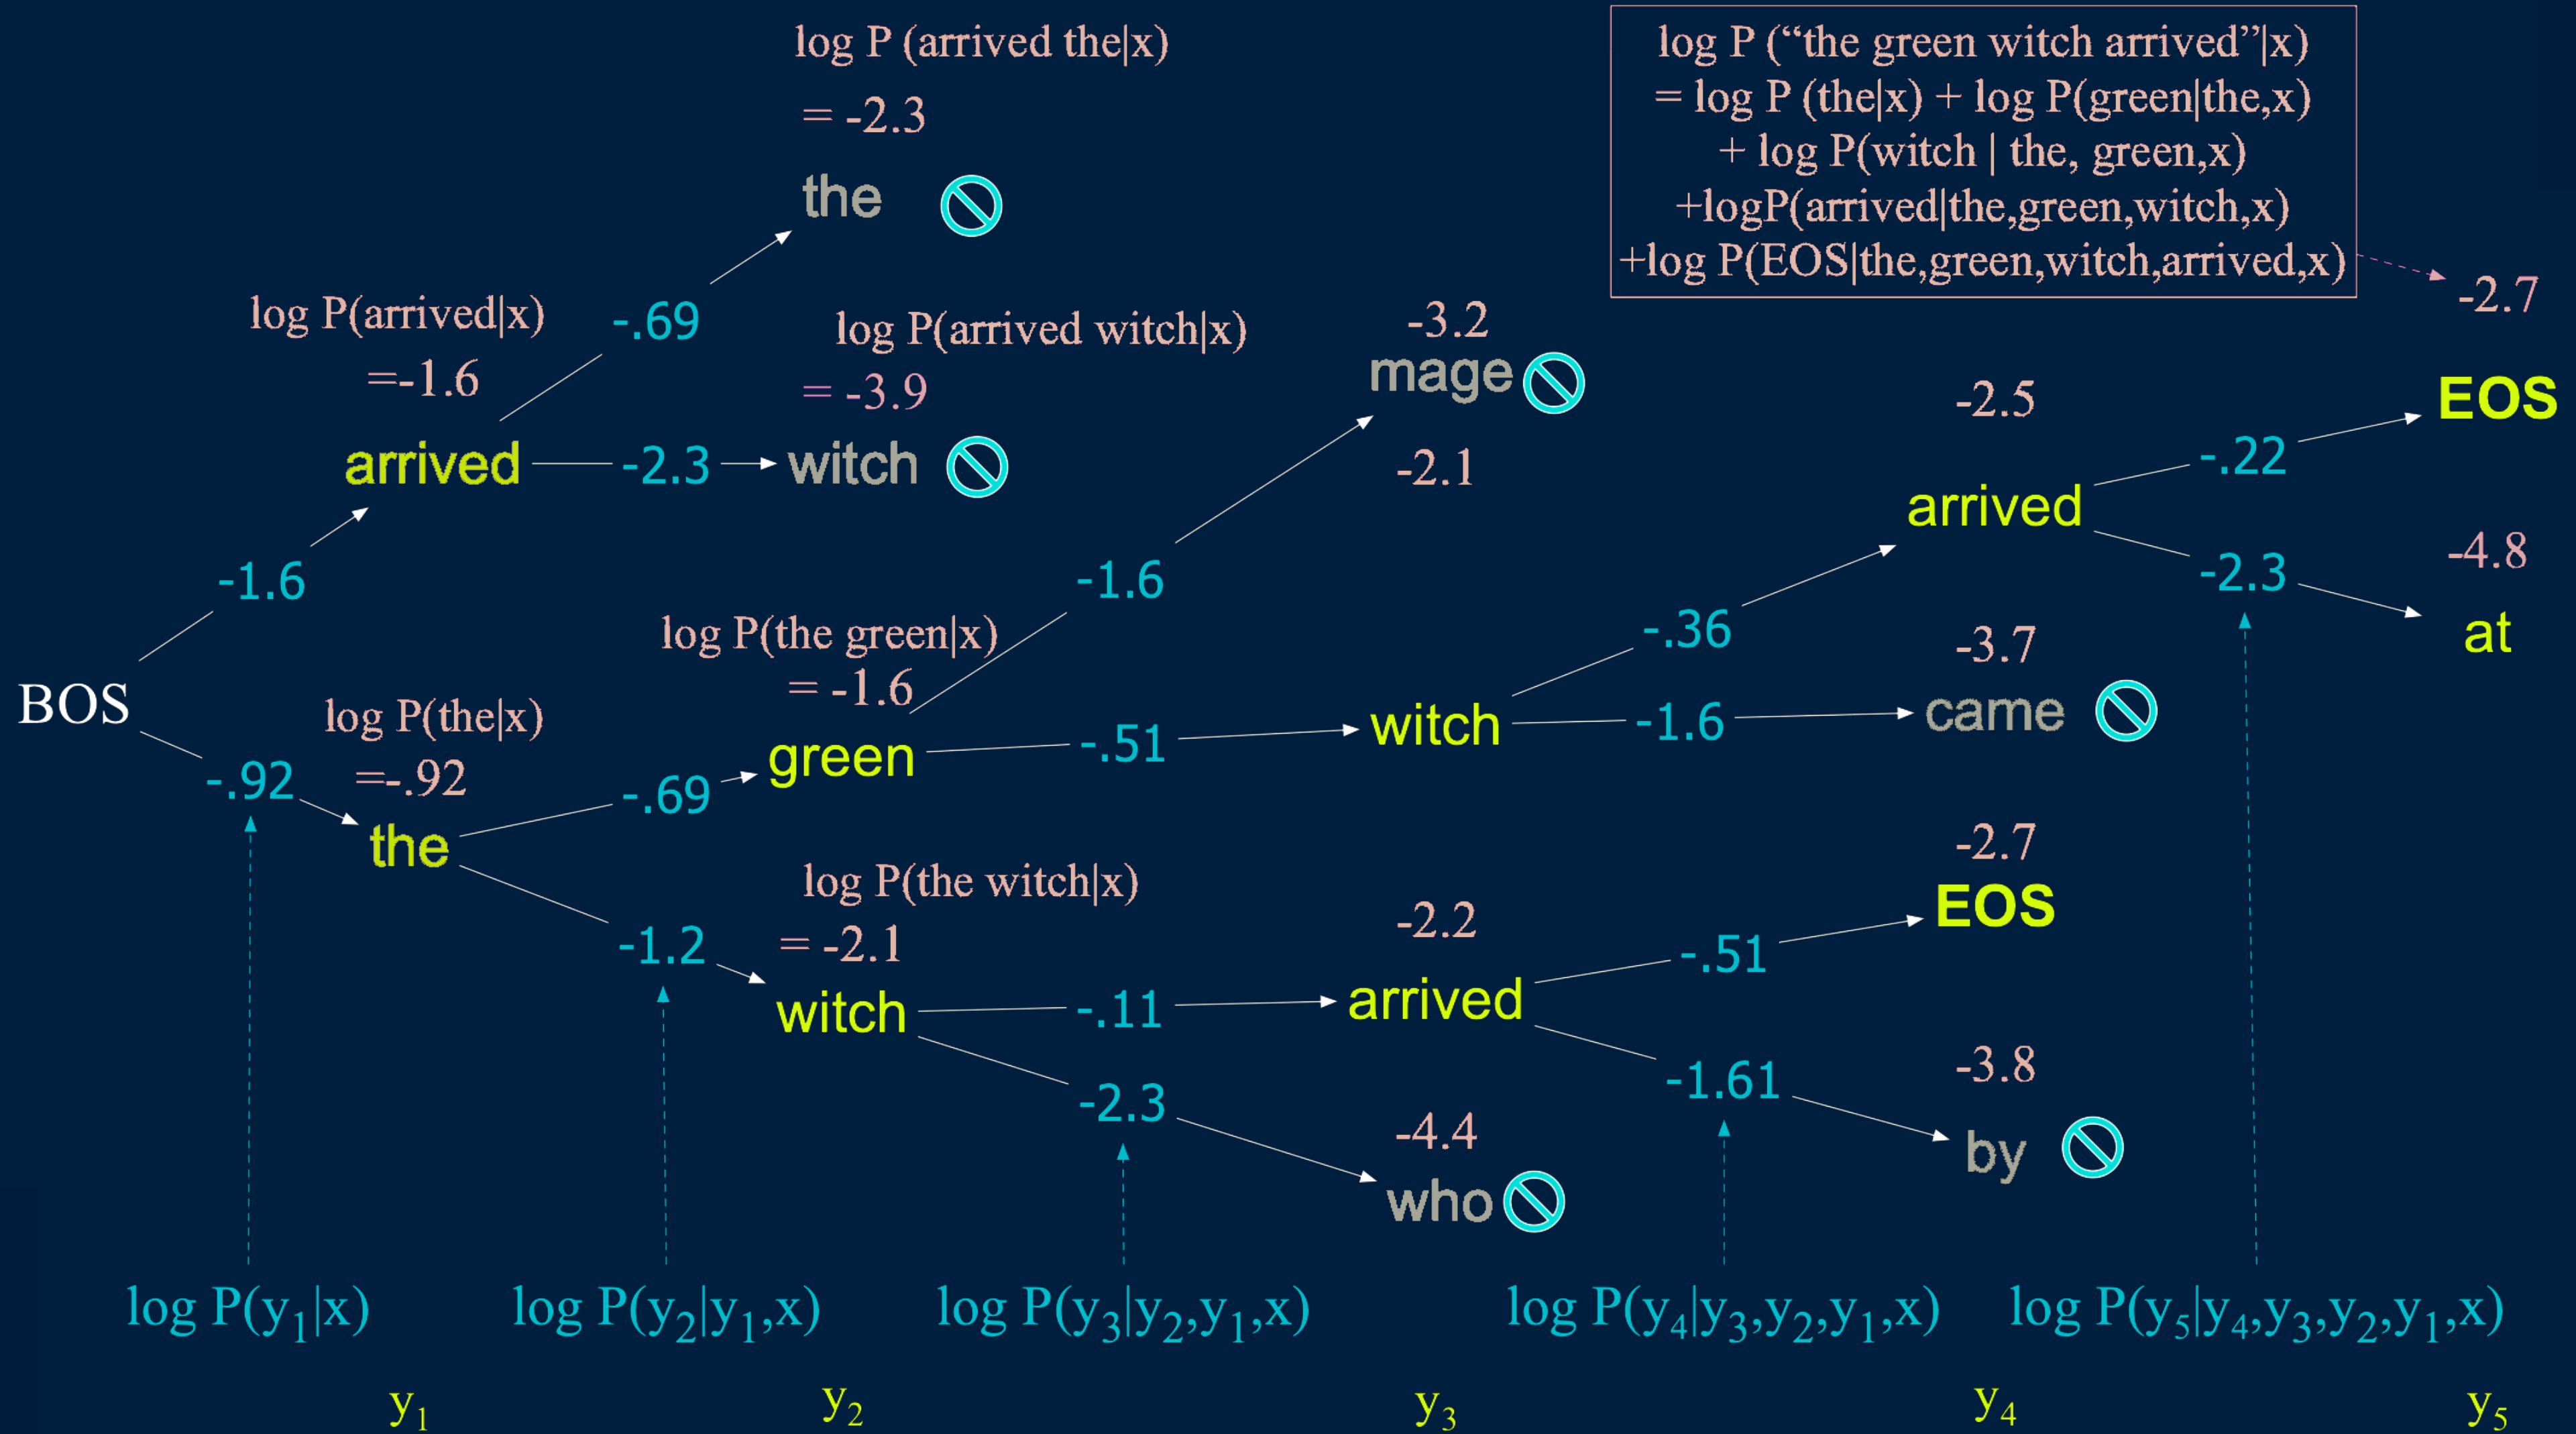 log P (arrived the|x)
= -2.3
the
log P (“the green witch arrived”|x)
= log P (the|x) + log P(green|the,x)
+ log P(witch | the, green,x)
+logP(arrived|the,green,witch,x)
+log P(EOS|the,green,witch,arrived,x)
-2.7
EOS
log P(arrived|x)
=-1.6
arrived
-.69
log P(arrived witch|x)
= -3.9
-2.3
witch
-3.2
mage
-2.1
-2.5
arrived
-.22
-2.3
-4.8
at
-1.6
BOS
-1.6
log P(the green|x)
= -1.6
green
-.51
witch
-.36
-1.6
-3.7
came
-.92
log P(the|x)
=-.92
the
-.69
-1.2
log P(the witch|x)
= -2.1
witch
-.11
-2.2
arrived
-.51
-2.7
EOS
-2.3
-4.4
who
-1.61
-3.8
by
log P(y₁|x)
log P(y₂|y₁,x)
log P(y₃|y₂,y₁,x)
log P(y₄|y₃,y₂,y₁,x)
log P(y₅|y₄,y₃,y₂,y₁,x)
y₁
y₂
y₃
y₄
y₅